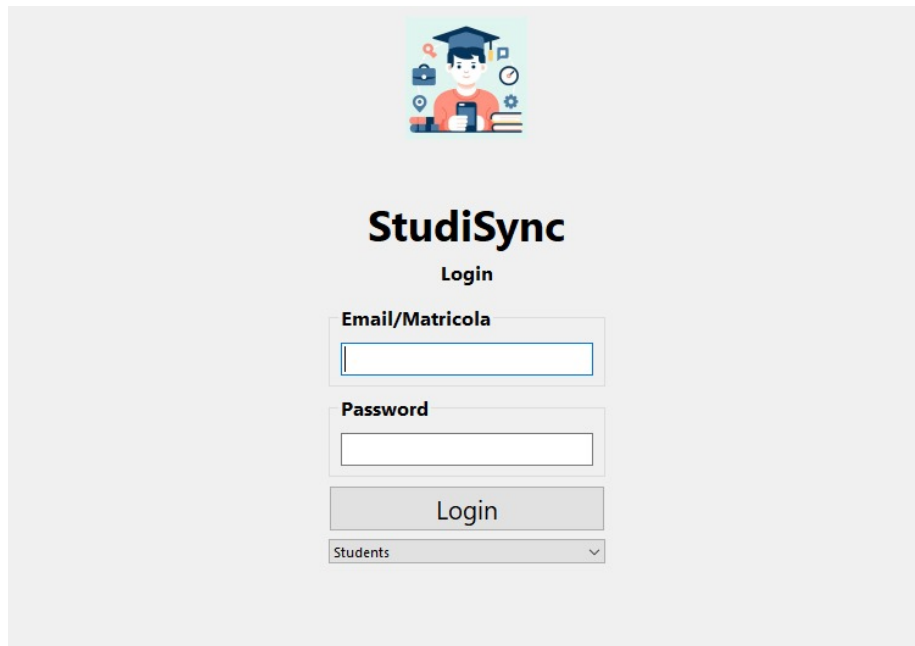 StudiSync
Login
Email/Matricola
Password
Login
Students